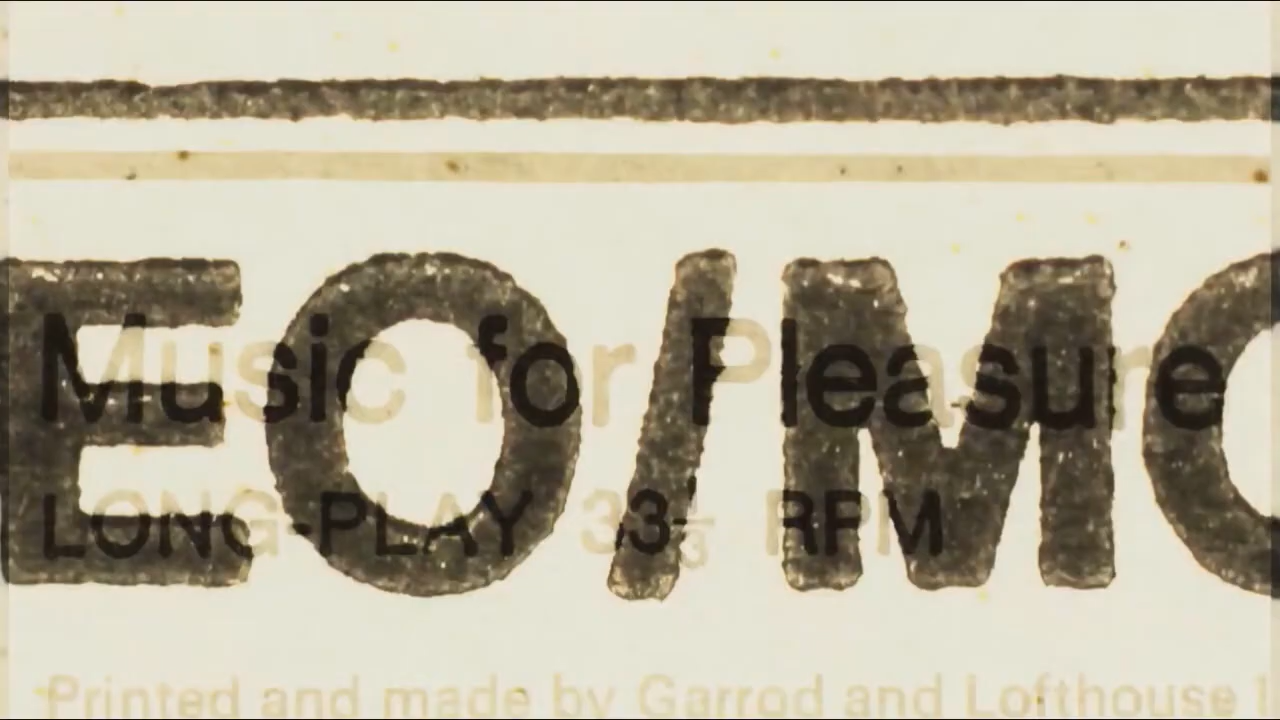 EO/MO
Music for Pleasure
LONG-PLAY 33⅓ RPM
Printed and made by Garrod and Lofthouse